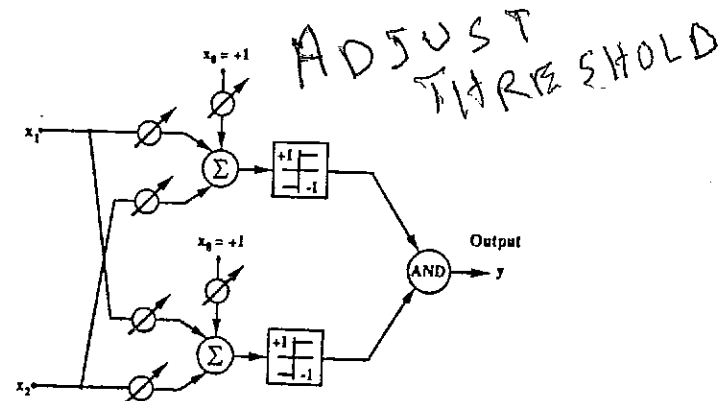 ADJUST
THRESHOLD
x₀ = +1
x₁
Σ
+1
-1
Output
AND
y
x₀ = +1
Σ
+1
-1
x₂